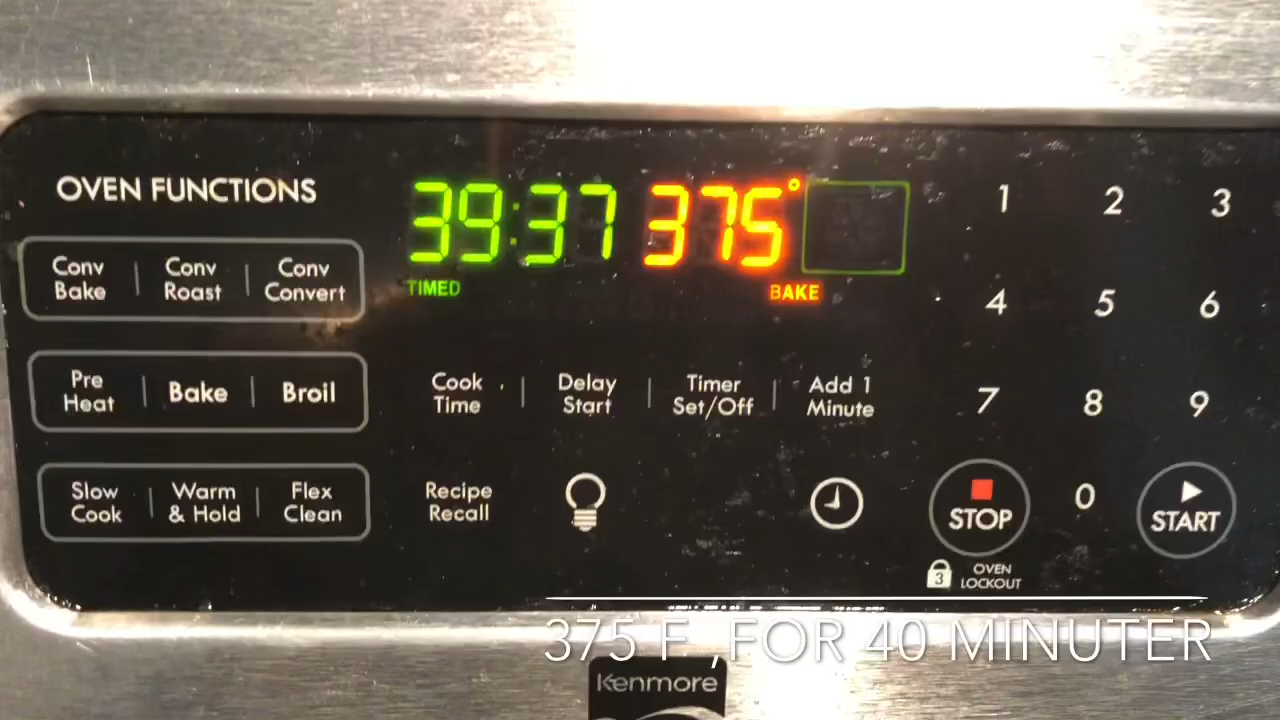 OVEN FUNCTIONS
39:37 375°
TIMED BAKE
Conv Bake | Conv Roast | Conv Convert
Pre Heat | Bake | Broil
Slow Cook | Warm & Hold | Flex Clean
Cook Time | Delay Start | Timer Set/Off | Add 1 Minute
Recipe Recall
1 2 3
4 5 6
7 8 9
STOP 0 START
3 OVEN LOCKOUT
375 F ,FOR 40 MINUTER
Kenmore